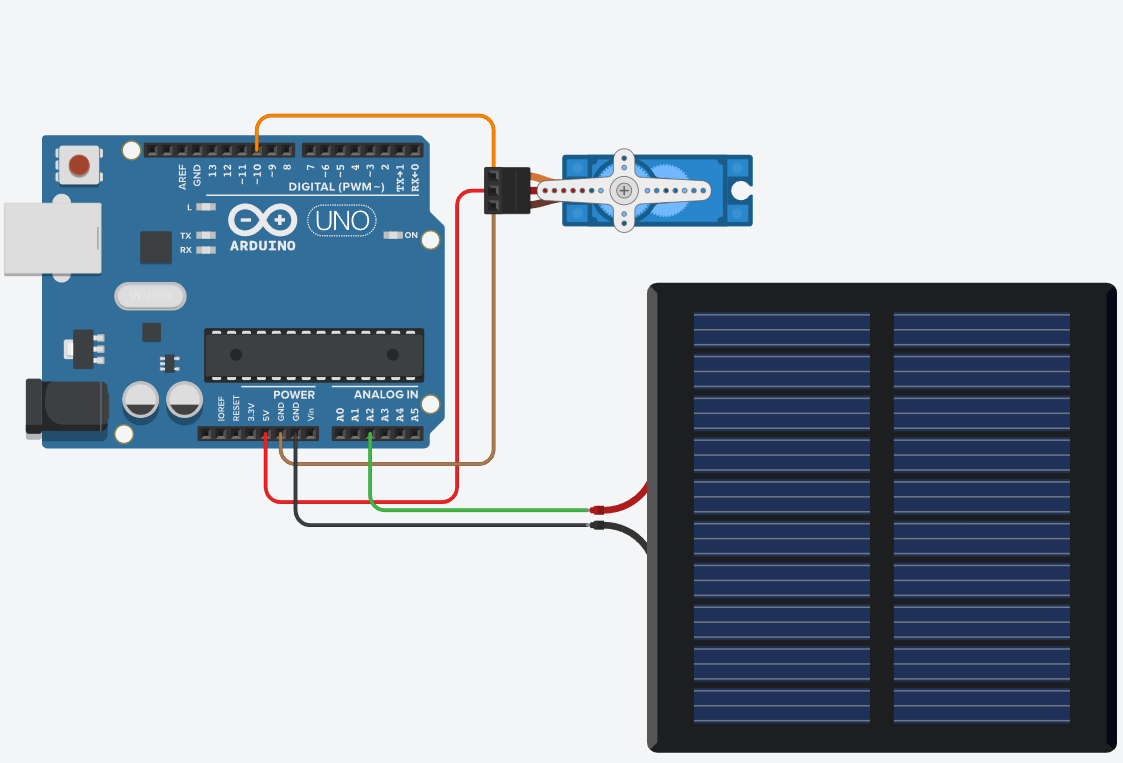 AREF
GND
13
12
~11
~10
~9
8
7
~6
~5
~4
~3
2
TX→1
RX←0
DIGITAL (PWM~)
L
TX
RX
ARDUINO
UNO
ON
POWER
ANALOG IN
IOREF
RESET
3.3V
5V
GND
GND
Vin
A0
A1
A2
A3
A4
A5